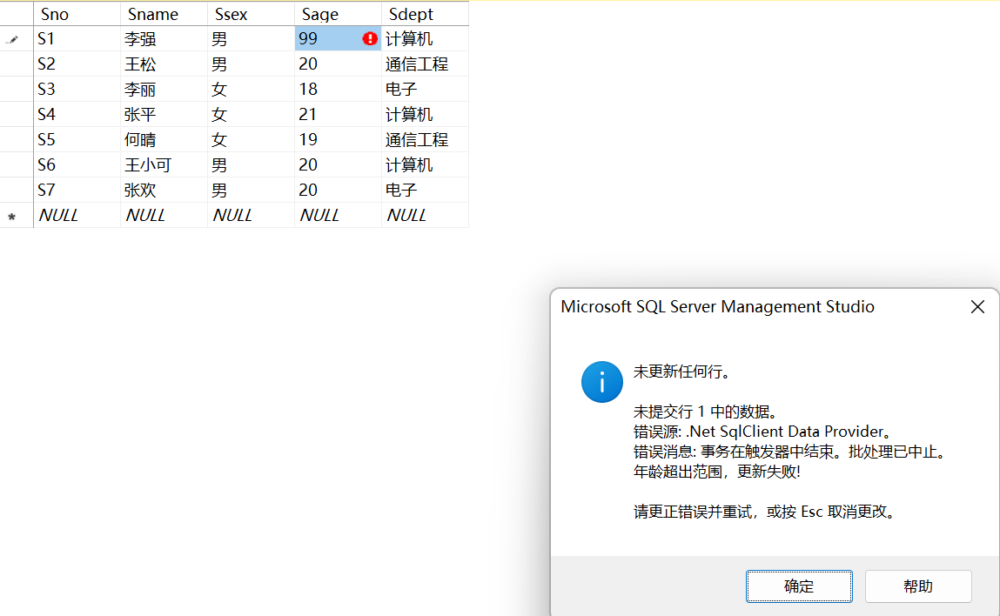 Sno Sname Ssex Sage Sdept
S1 李强 男 99 计算机
S2 王松 男 20 通信工程
S3 李丽 女 18 电子
S4 张平 女 21 计算机
S5 何晴 女 19 通信工程
S6 王小可 男 20 计算机
S7 张欢 男 20 电子
NULL NULL NULL NULL NULL
Microsoft SQL Server Management Studio
未更新任何行。
未提交行 1 中的数据。
错误源: .Net SqlClient Data Provider。
错误消息: 事务在触发器中结束。批处理已中止。
年龄超出范围，更新失败!
请更正错误并重试，或按 Esc 取消更改。
确定 帮助